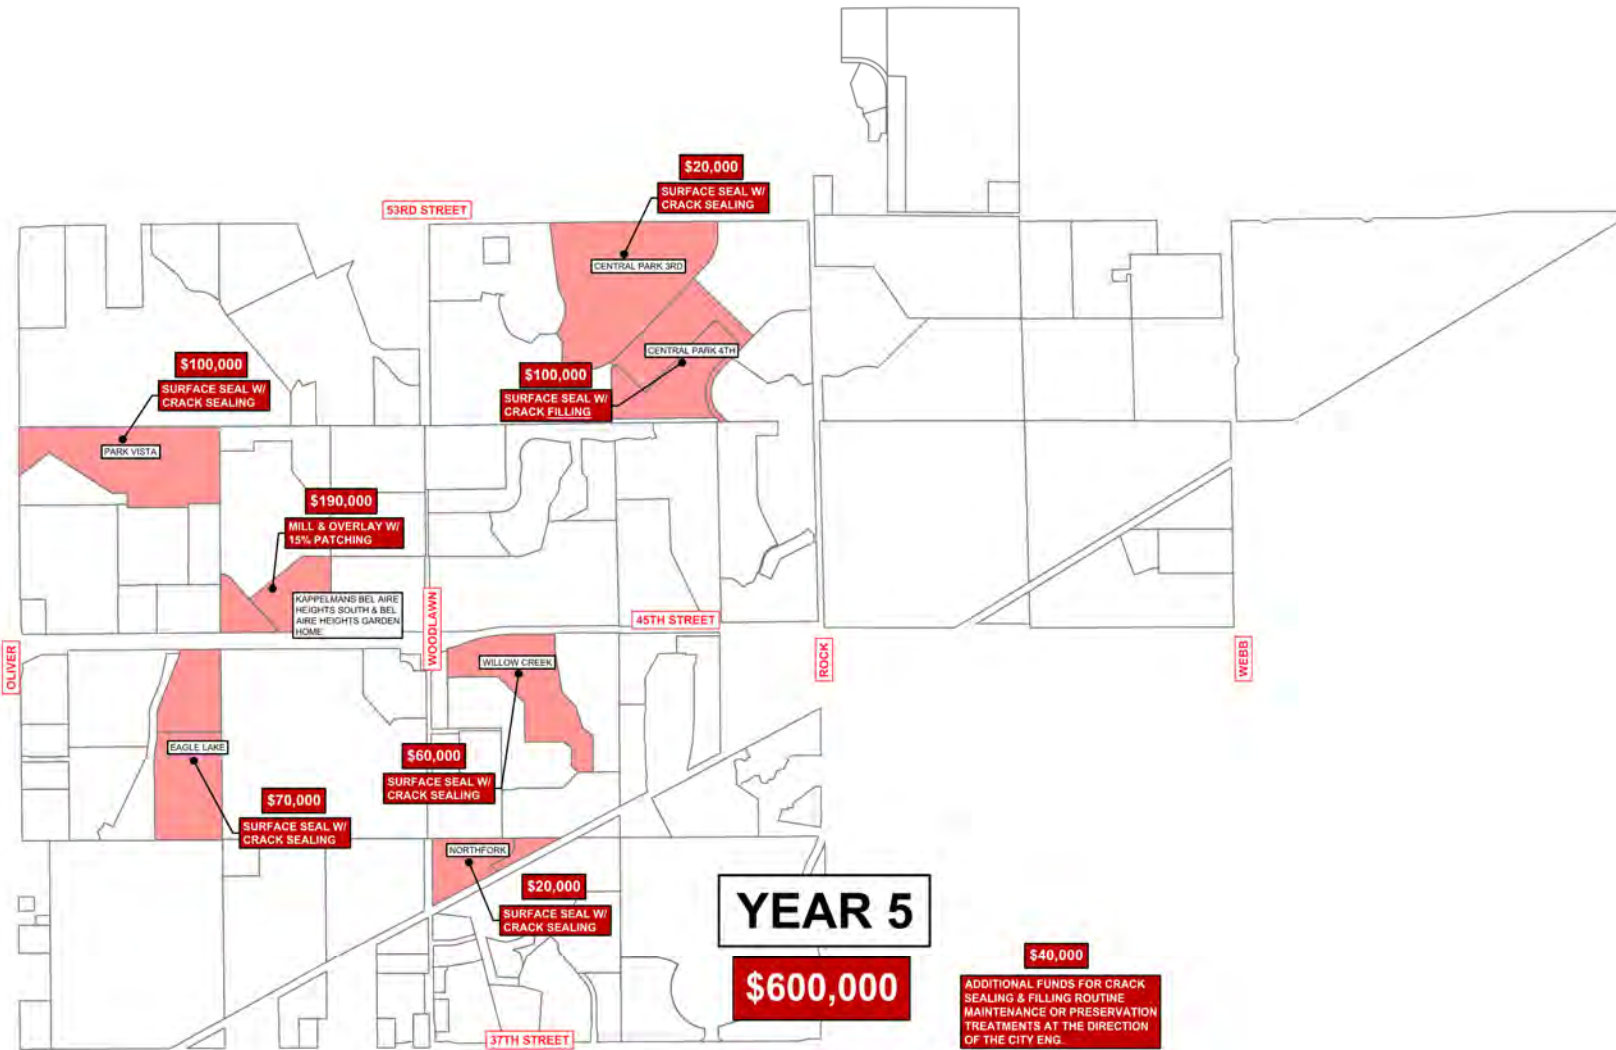 $20,000
SURFACE SEAL W/
CRACK SEALING
53RD STREET
CENTRAL PARK 3RD
CENTRAL PARK 4TH
$100,000
SURFACE SEAL W/
CRACK FILLING
$100,000
SURFACE SEAL W/
CRACK SEALING
PARK VISTA
$190,000
MILL & OVERLAY W/
15% PATCHING
KAPPELMANS BEL AIRE
HEIGHTS SOUTH & BEL
AIRE HEIGHTS GARDEN
HOME
WOODLAWN
45TH STREET
OLIVER
ROCK
WEBB
WILLOW CREEK
EAGLE LAKE
$60,000
SURFACE SEAL W/
CRACK SEALING
$70,000
SURFACE SEAL W/
CRACK SEALING
NORTHFORK
$20,000
SURFACE SEAL W/
CRACK SEALING
YEAR 5
$600,000
$40,000
ADDITIONAL FUNDS FOR CRACK
SEALING & FILLING ROUTINE
MAINTENANCE OR PRESERVATION
TREATMENTS AT THE DIRECTION
OF THE CITY ENG.
37TH STREET